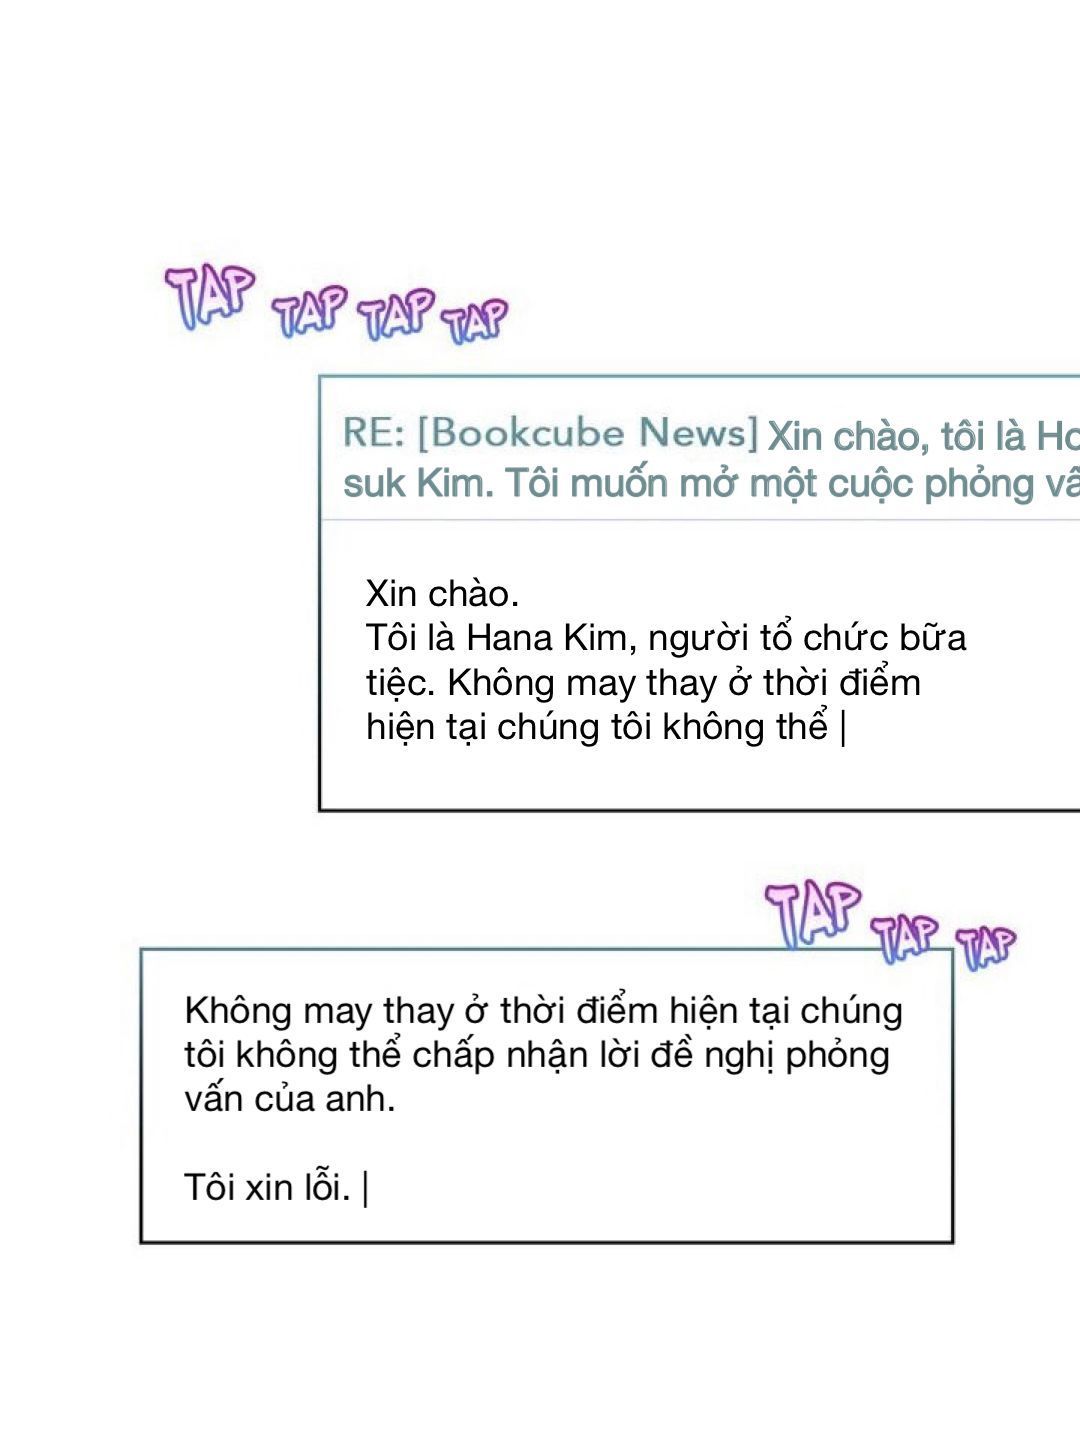 TAP TAP TAP TAP
RE: [Bookcube News] Xin chào, tôi là
suk Kim. Tôi muốn mở một cuộc phỏng
Xin chào.
Tôi là Hana Kim, người tổ chức bữa
tiệc. Không may thay ở thời điểm
hiện tại chúng tôi không thể |
TAP TAP TAP
Không may thay ở thời điểm hiện tại chúng
tôi không thể chấp nhận lời đề nghị phỏng
vấn của anh.
Tôi xin lỗi. |